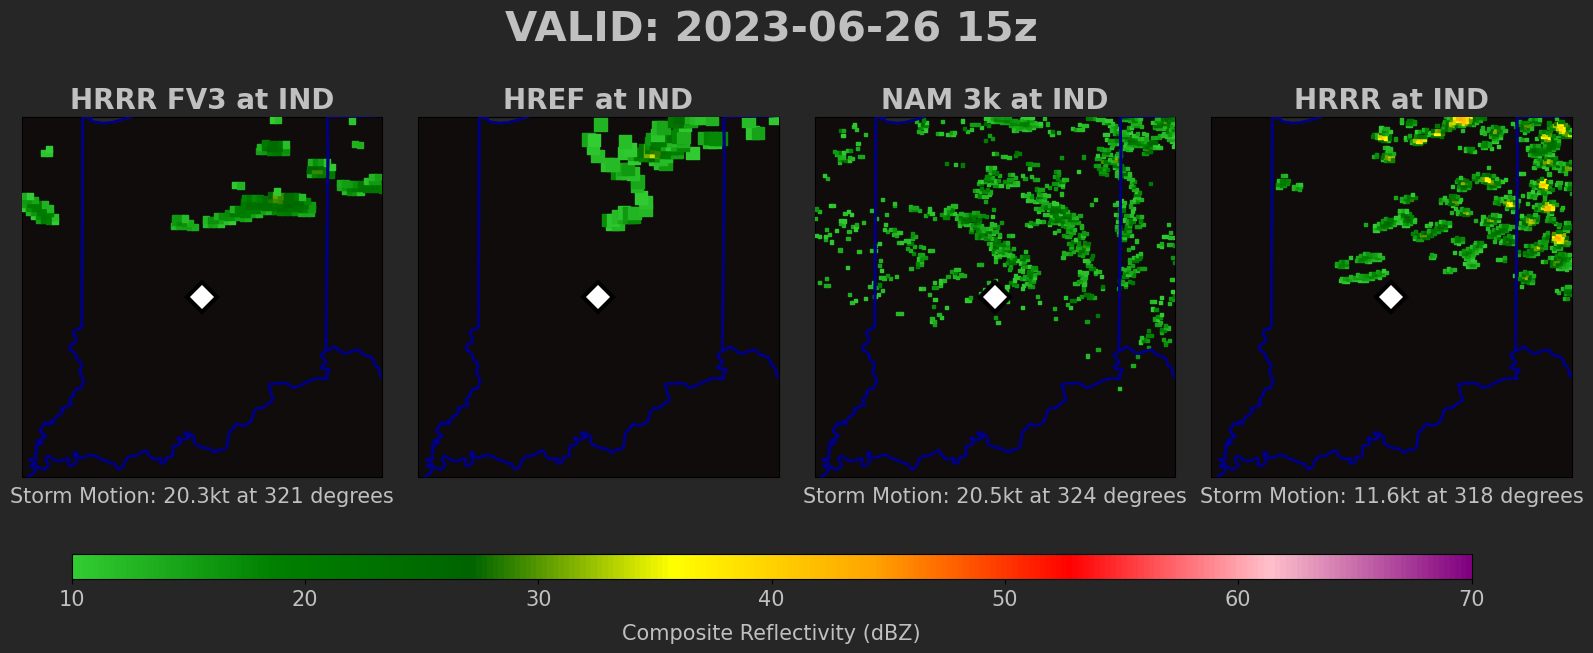 VALID: 2023-06-26 15z
HRRR FV3 at IND
HREF at IND
NAM 3k at IND
HRRR at IND
Storm Motion: 20.3kt at 321 degrees
Storm Motion: 20.5kt at 324 degrees
Storm Motion: 11.6kt at 318 degrees
10 20 30 40 50 60 70
Composite Reflectivity (dBZ)